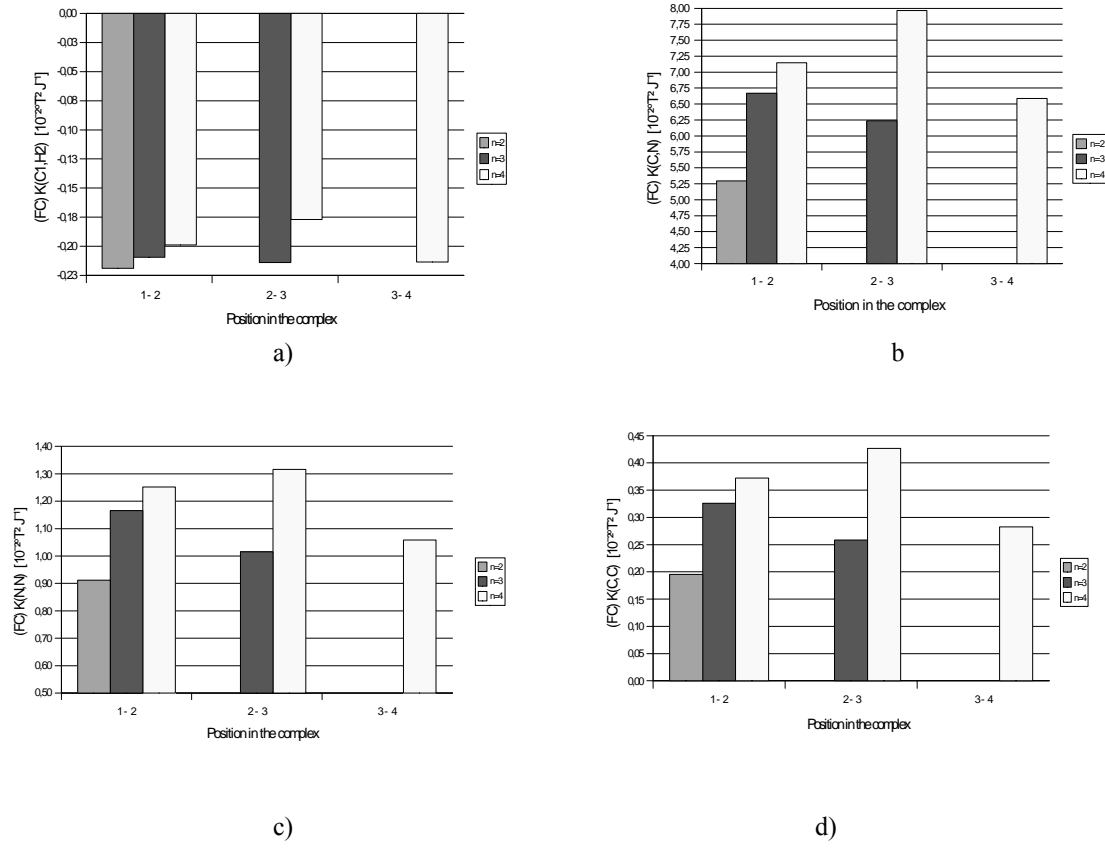 (FC) K(C1,H2) [10⁻²⁰T² J⁻¹]
0,00
-0,03
-0,05
-0,08
-0,10
-0,13
-0,15
-0,18
-0,20
-0,23
1 - 2
2 - 3
3 - 4
Position in the complex
n=2
n=3
n=4
a)
(FC) K(C,N) [10⁻²⁰T² J⁻¹]
8,00
7,75
7,50
7,25
7,00
6,75
6,50
6,25
6,00
5,75
5,50
5,25
5,00
4,75
4,50
4,25
4,00
1 - 2
2 - 3
3 - 4
Position in the complex
n=2
n=3
n=4
b
(FC) K(N,N) [10⁻²⁰T² J⁻¹]
1,40
1,30
1,20
1,10
1,00
0,90
0,80
0,70
0,60
0,50
1 - 2
2 - 3
3 - 4
Position in the complex
n=2
n=3
n=4
c)
(FC) K(C,C) [10⁻²⁰T² J⁻¹]
0,45
0,40
0,35
0,30
0,25
0,20
0,15
0,10
0,05
0,00
1 - 2
2 - 3
3 - 4
Position in the complex
n=2
n=3
n=4
d)